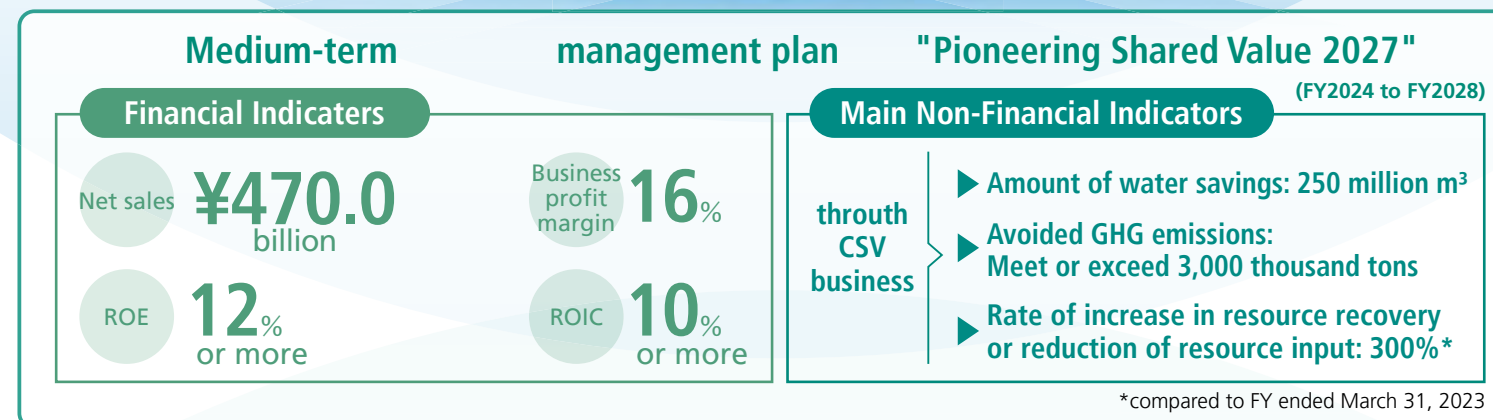 Medium-term management plan "Pioneering Shared Value 2027"
(FY2024 to FY2028)
Financial Indicaters
Net sales ¥470.0
billion
Business
profit
margin
16%
ROE 12%
or more
ROIC 10%
or more
Main Non-Financial Indicators
throuth
CSV
business
Amount of water savings: 250 million m³
Avoided GHG emissions:
Meet or exceed 3,000 thousand tons
Rate of increase in resource recovery
or reduction of resource input: 300%*
*compared to FY ended March 31, 2023